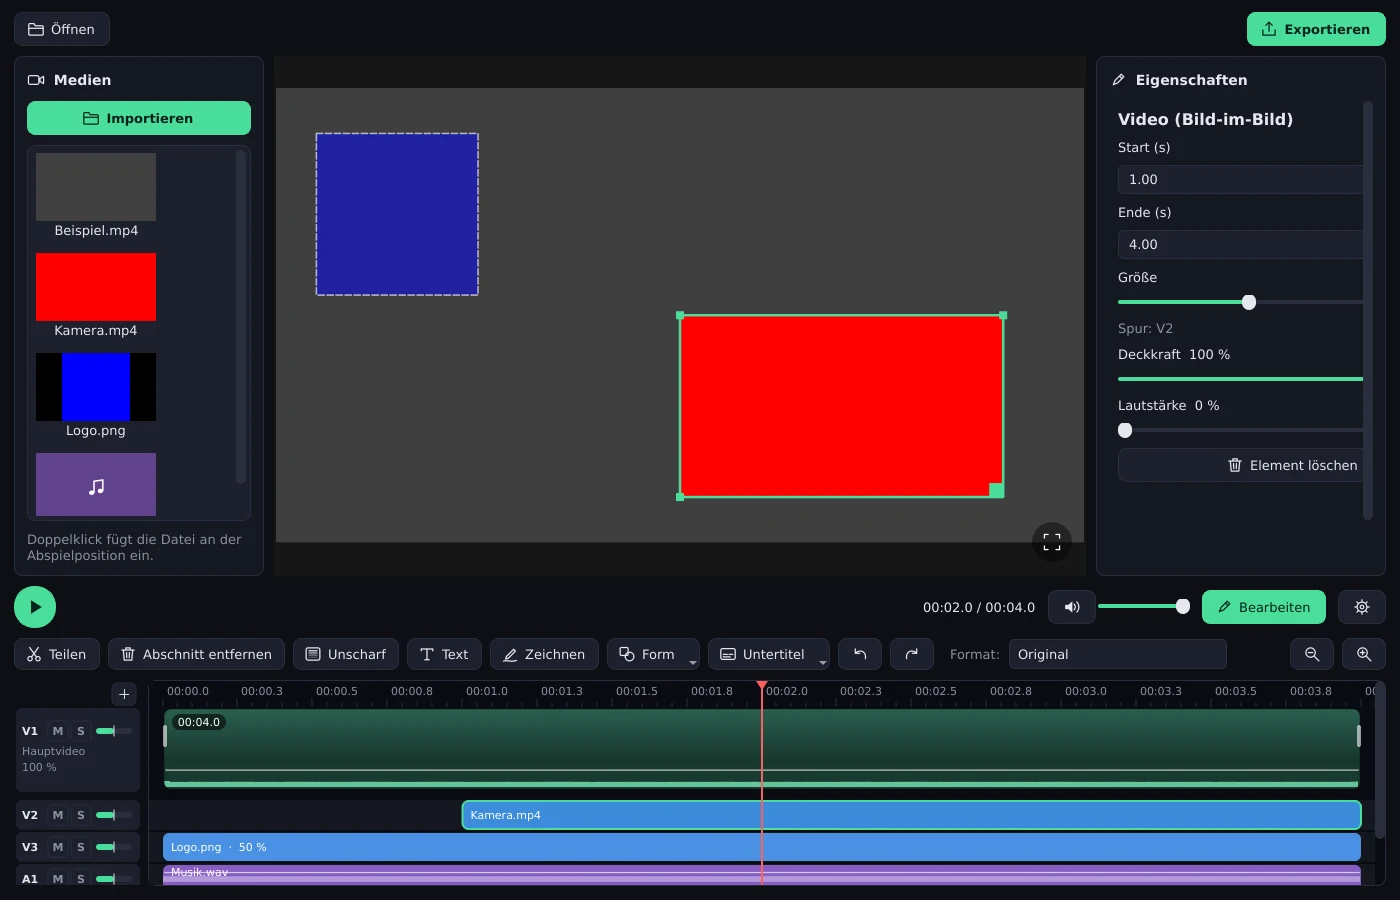 Öffnen
Exportieren
Medien
Importieren
Beispiel.mp4
Kamera.mp4
Logo.png
Doppelklick fügt die Datei an der
Abspielposition ein.
Eigenschaften
Video (Bild-im-Bild)
Start (s)
1.00
Ende (s)
4.00
Größe
Spur: V2
Deckkraft 100 %
Lautstärke 0 %
Element löschen
00:02.0 / 00:04.0
Bearbeiten
Teilen
Abschnitt entfernen
Unscharf
Text
Zeichnen
Form
Untertitel
Format:
Original
00:00.0 00:00.3 00:00.5 00:00.8 00:01.0 00:01.3 00:01.5 00:01.8 00:02.0 00:02.3 00:02.5 00:02.8 00:03.0 00:03.3 00:03.5 00:03.8
V1 M S
Hauptvideo
100 %
00:04.0
V2 M S
Kamera.mp4
V3 M S
Logo.png · 50 %
A1 M S
Musik.wav